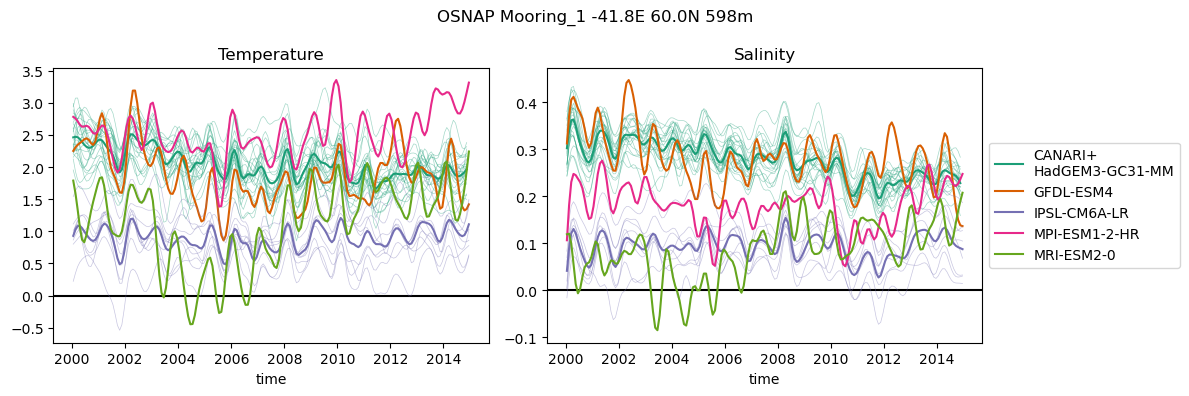 OSNAP Mooring_1 -41.8E 60.0N 598m
Temperature
3.5
3.0
2.5
2.0
1.5
1.0
0.5
0.0
−0.5
2000 2002 2004 2006 2008 2010 2012 2014
time
Salinity
0.4
0.3
0.2
0.1
0.0
−0.1
2000 2002 2004 2006 2008 2010 2012 2014
time
CANARI+
HadGEM3-GC31-MM
GFDL-ESM4
IPSL-CM6A-LR
MPI-ESM1-2-HR
MRI-ESM2-0